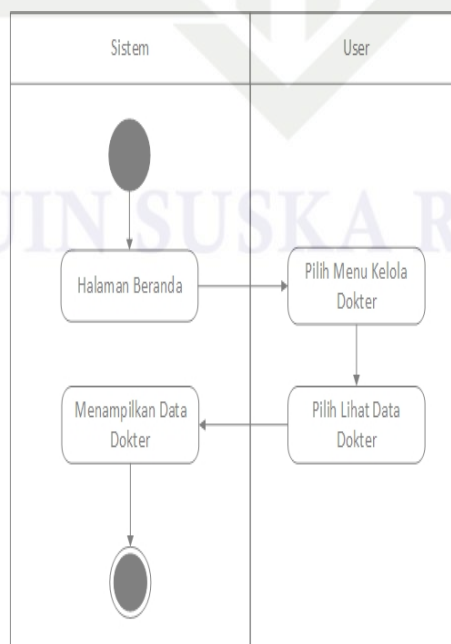 Sistem
User
UIN SUSKA R
Halaman Beranda
Pilih Menu Kelola
Dokter
Menampilkan Data
Dokter
Pilih Lihat Data
Dokter